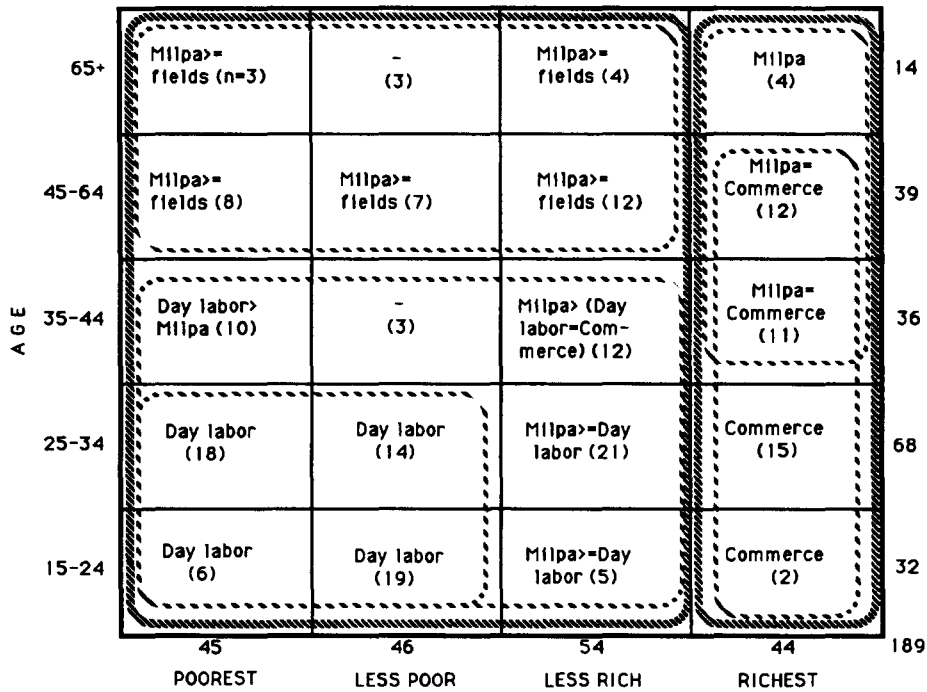 65+
Milpa>=
fields (n=3)
-
(3)
Milpa>=
fields (4)
Milpa
(4)
14
45-64
Milpa>=
fields (8)
Milpa>=
fields (7)
Milpa>=
fields (12)
Milpa=
Commerce
(12)
39
AGE
35-44
Day labor>
Milpa (10)
-
(3)
Milpa> (Day
labor=Com-
merce) (12)
Milpa=
Commerce
(11)
36
25-34
Day labor
(18)
Day labor
(14)
Milpa>=Day
labor (21)
Commerce
(15)
68
15-24
Day labor
(6)
Day labor
(19)
Milpa>=Day
labor (5)
Commerce
(2)
32
45 46 54 44 189
POOREST LESS POOR LESS RICH RICHEST